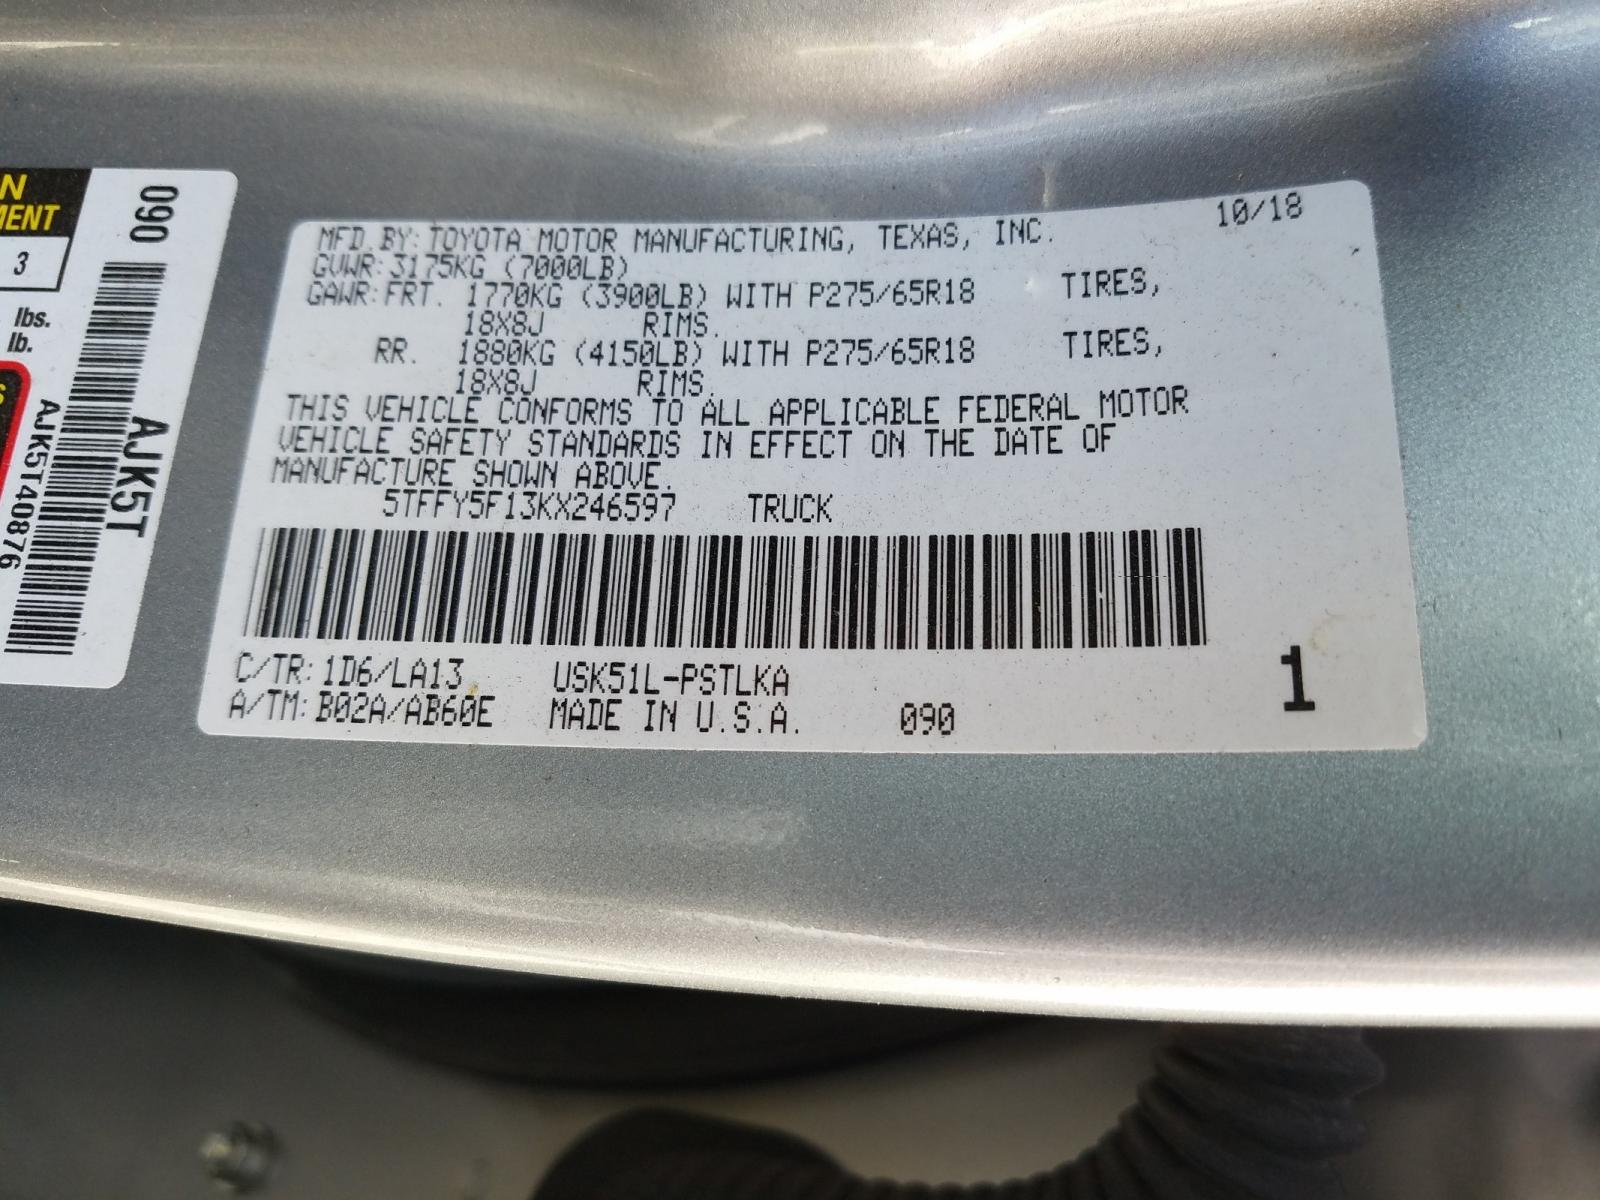 N
MENT
3
lbs.
lb.
S
090
AJK5T
AJK5T40876
10/18
MFD. BY: TOYOTA MOTOR MANUFACTURING, TEXAS, INC.
GVWR: 3175KG (7000LB)
GAWR: FRT. 1770KG (3900LB) WITH P275/65R18 TIRES,
18X8J RIMS.
RR. 1880KG (4150LB) WITH P275/65R18 TIRES,
18X8J RIMS.
THIS VEHICLE CONFORMS TO ALL APPLICABLE FEDERAL MOTOR
VEHICLE SAFETY STANDARDS IN EFFECT ON THE DATE OF
MANUFACTURE SHOWN ABOVE.
5TFFY5F13KX246597 TRUCK
C/TR: 1D6/LA13 USK51L-PSTLKA
A/TM: B02A/AB60E MADE IN U.S.A. 090
1